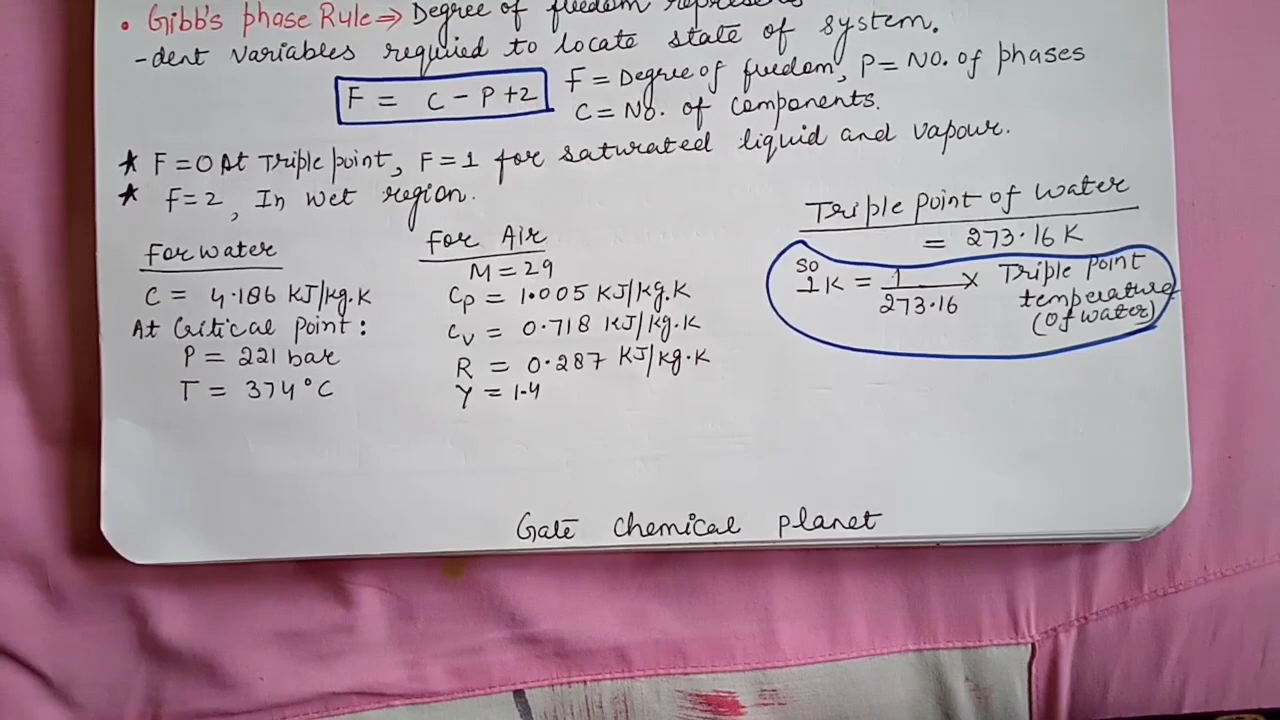 • Gibb's phase Rule ⇒ Degree of freedom represents
-dent variables required to locate state of system.
F = C - P + 2
F = Degree of freedom, P = No. of phases
C = No. of components.
★ F = 0 At Triple point, F = 1 for saturated liquid and vapour.
★ F = 2, In wet region.
For water
C = 4.186 KJ/kg.K
At Critical Point:
P = 221 bar
T = 374°C
For Air
M = 29
Cp = 1.005 KJ/kg.K
Cv = 0.718 KJ/kg.K
R = 0.287 KJ/kg.K
γ = 1.4
Triple point of water
= 273.16 K
So
1K = 1/273.16 × Triple point
temperature
(of water)
Gate chemical planet